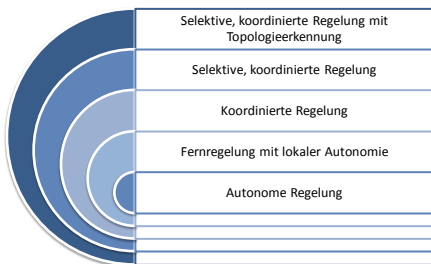 Selektive, koordinierte Regelung mit
Topologieerkennung
Selektive, koordinierte Regelung
Koordinierte Regelung
Fernregelung mit lokaler Autonomie
Autonome Regelung